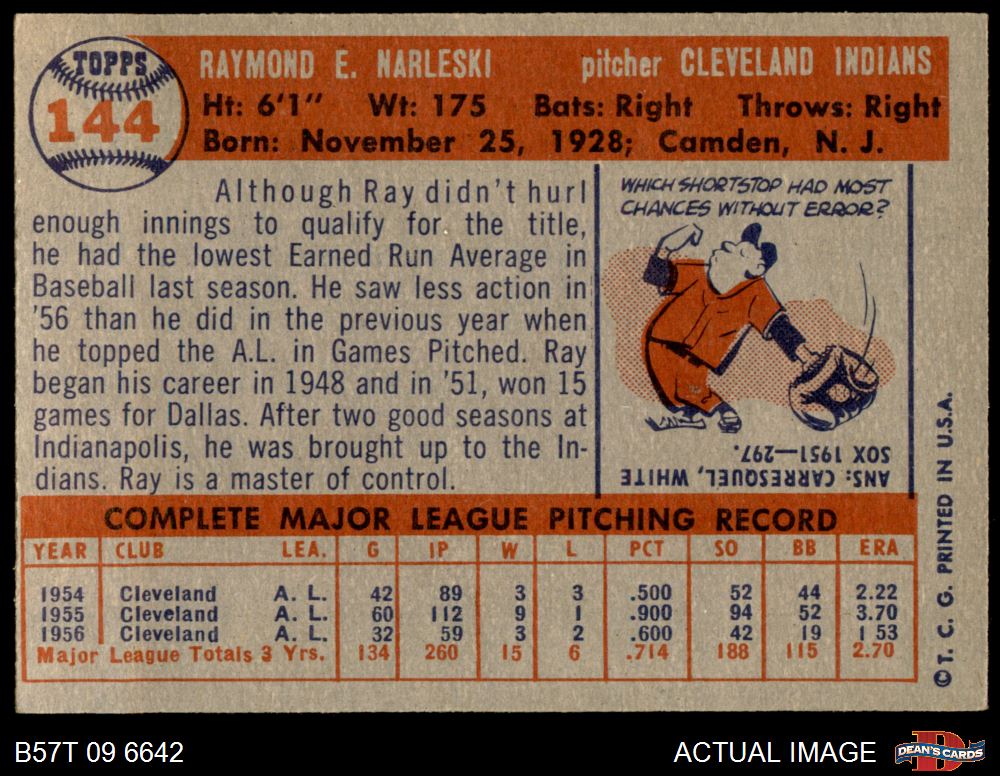 TOPPS
144
RAYMOND E. NARLESKI pitcher CLEVELAND INDIANS
Ht: 6'1" Wt: 175 Bats: Right Throws: Right
Born: November 25, 1928; Camden, N. J.
Although Ray didn't hurl
enough innings to qualify for the title,
he had the lowest Earned Run Average in
Baseball last season. He saw less action in
'56 than he did in the previous year when
he topped the A.L. in Games Pitched. Ray
began his career in 1948 and in '51, won 15
games for Dallas. After two good seasons at
Indianapolis, he was brought up to the In-
dians. Ray is a master of control.
WHICH SHORTSTOP HAD MOST
CHANCES WITHOUT ERROR?
ANS: CARRESQUEL, WHITE
SOX 1951—297.
COMPLETE MAJOR LEAGUE PITCHING RECORD
YEAR CLUB LEA. G IP W L PCT SO BB ERA
1954 Cleveland A. L. 42 89 3 3 .500 52 44 2.22
1955 Cleveland A. L. 60 112 9 1 .900 94 52 3.70
1956 Cleveland A. L. 32 59 3 2 .600 42 19 1 53
Major League Totals 3 Yrs. 134 260 15 6 .714 188 115 2.70
© T. C. G. PRINTED IN U.S.A.
B57T 09 6642 ACTUAL IMAGE
DEAN'S CARDS